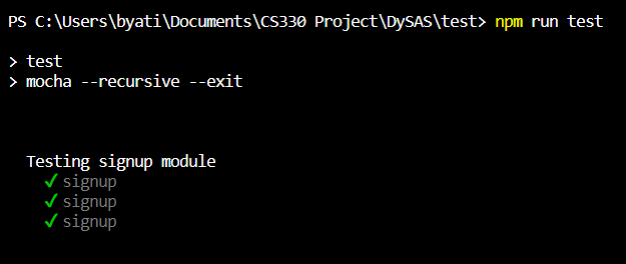 PS C:\Users\byati\Documents\CS330 Project\DySAS\test> npm run test
> test
> mocha --recursive --exit
Testing signup module
✓ signup
✓ signup
✓ signup